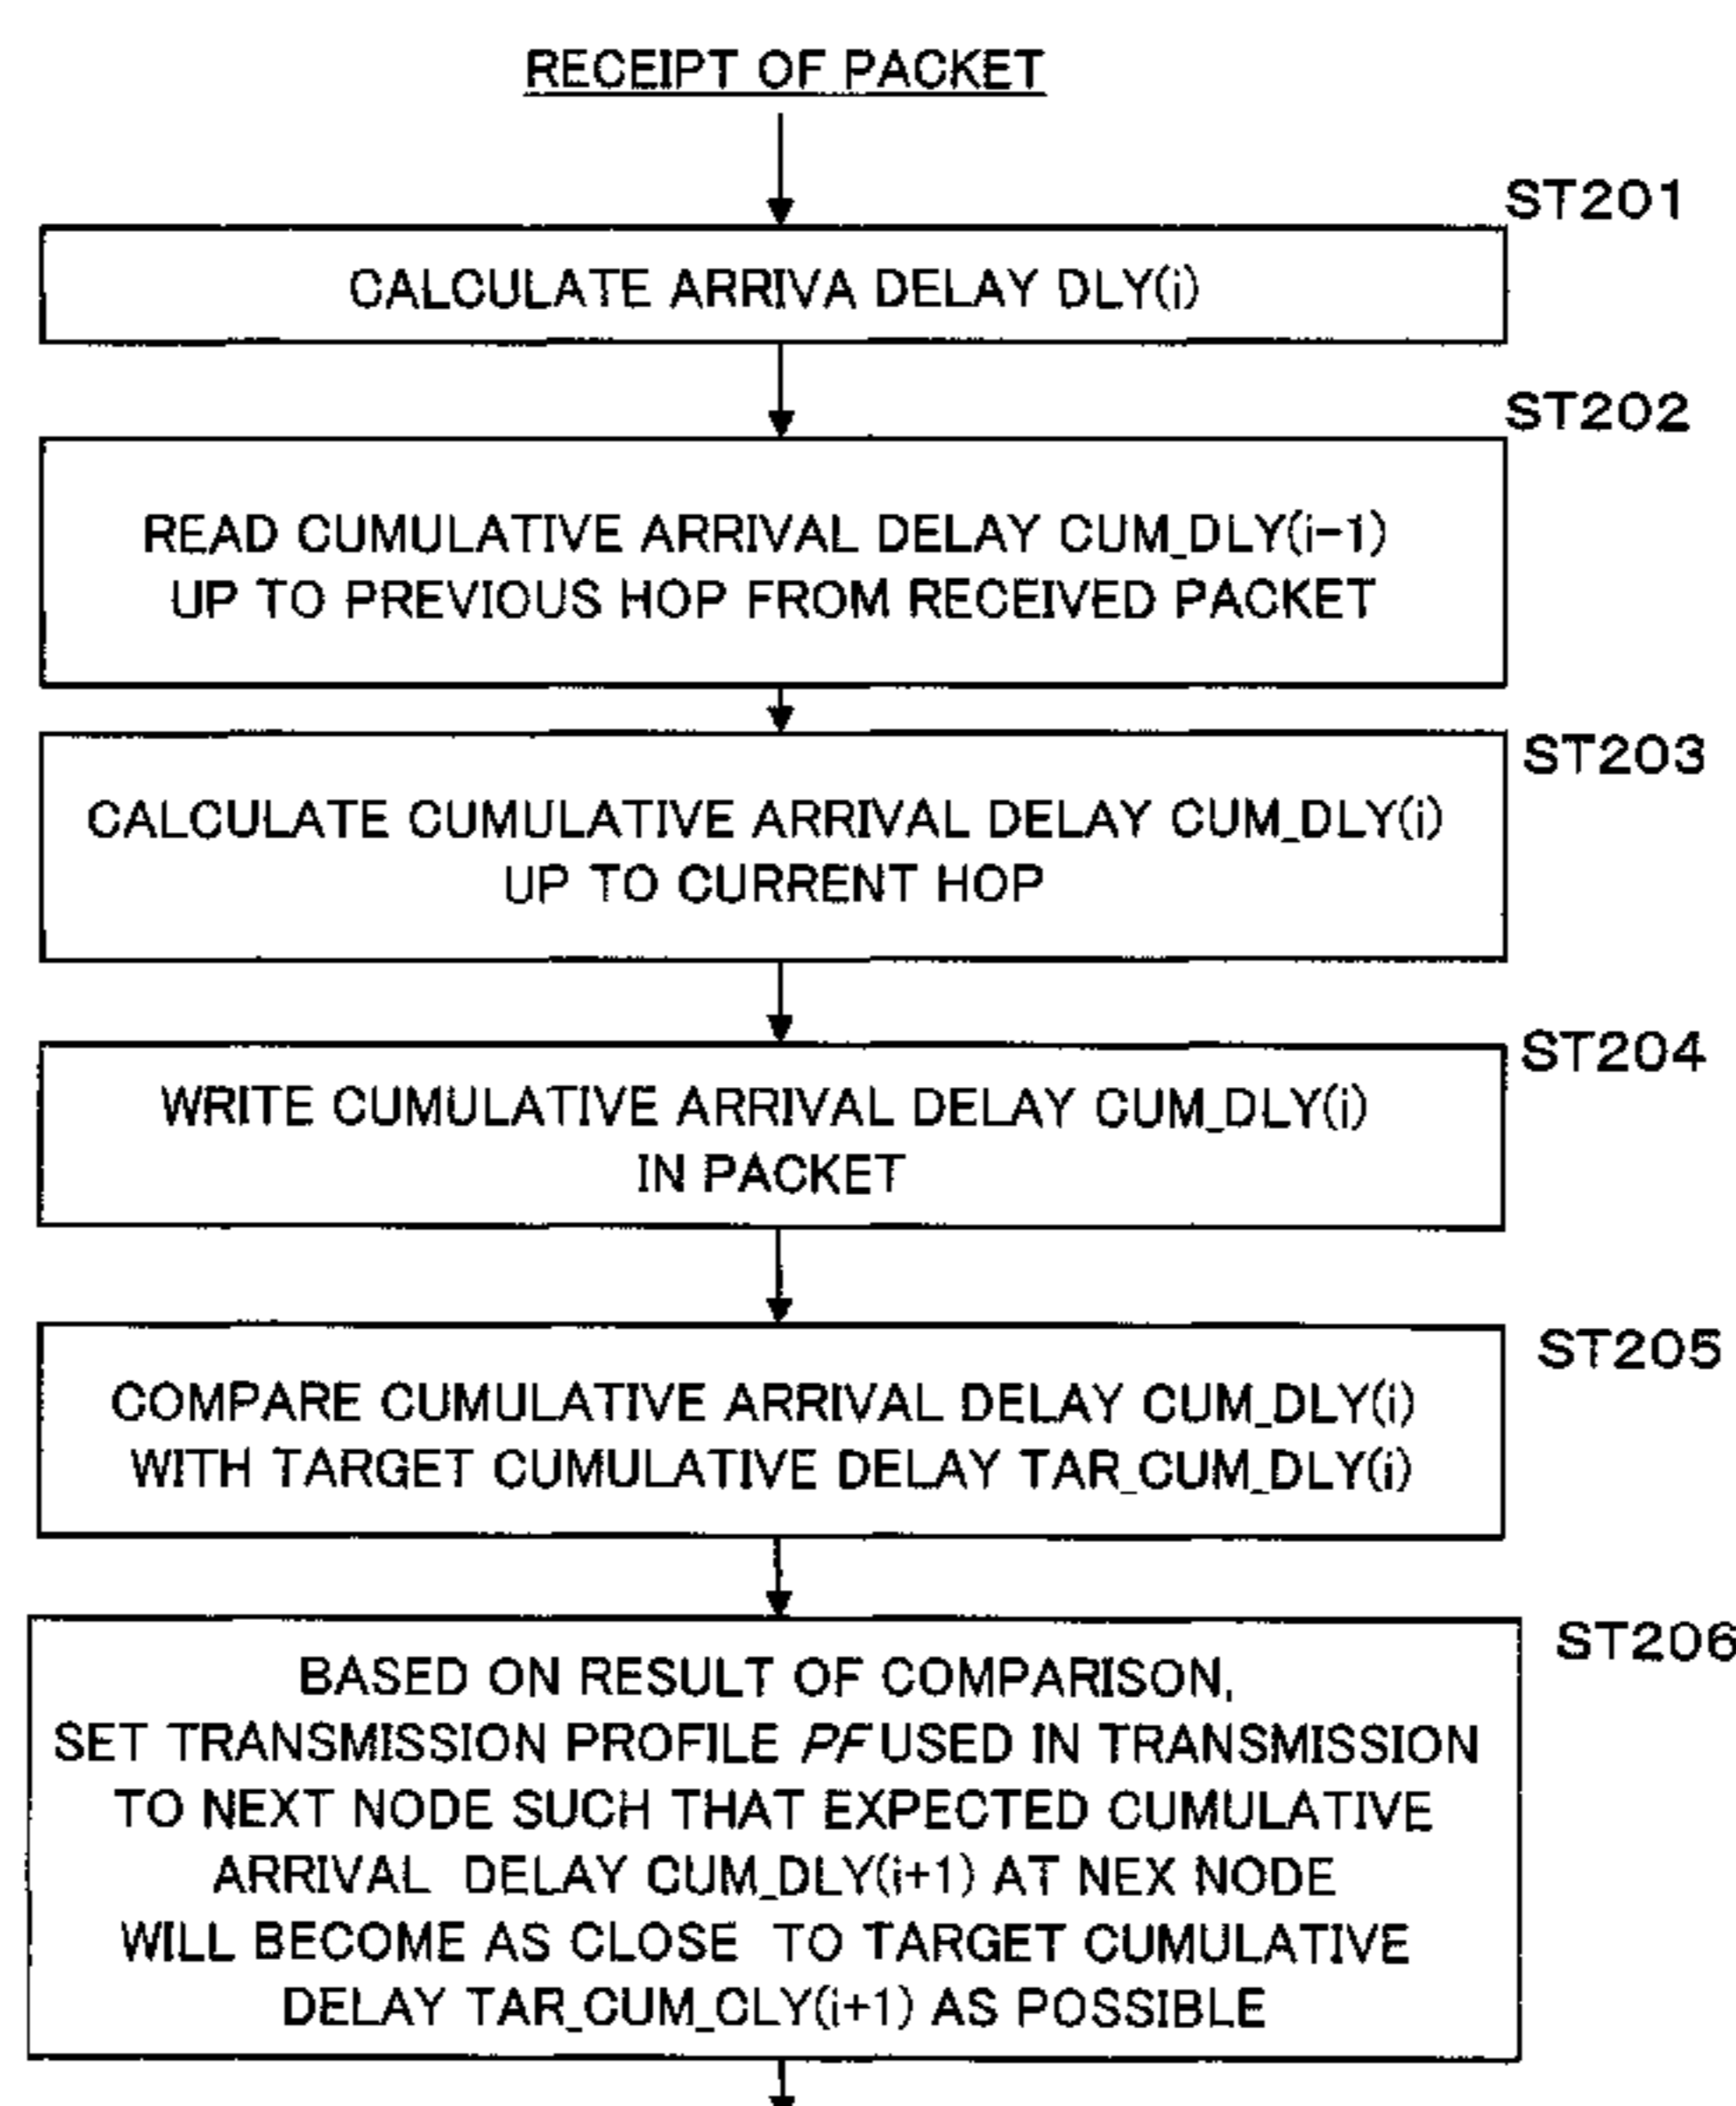 RECEIPT OF PACKET
ST201
CALCULATE ARRIVA DELAY DLY(i)
ST202
READ CUMULATIVE ARRIVAL DELAY CUM_DLY(i-1)
UP TO PREVIOUS HOP FROM RECEIVED PACKET
ST203
CALCULATE CUMULATIVE ARRIVAL DELAY CUM_DLY(i)
UP TO CURRENT HOP
ST204
WRITE CUMULATIVE ARRIVAL DELAY CUM_DLY(i)
IN PACKET
ST205
COMPARE CUMULATIVE ARRIVAL DELAY CUM_DLY(i)
WITH TARGET CUMULATIVE DELAY TAR_CUM_DLY(i)
ST206
BASED ON RESULT OF COMPARISON,
SET TRANSMISSION PROFILE PF USED IN TRANSMISSION
TO NEXT NODE SUCH THAT EXPECTED CUMULATIVE
ARRIVAL DELAY CUM_DLY(i+1) AT NEX NODE
WILL BECOME AS CLOSE TO TARGET CUMULATIVE
DELAY TAR_CUM_CLY(i+1) AS POSSIBLE